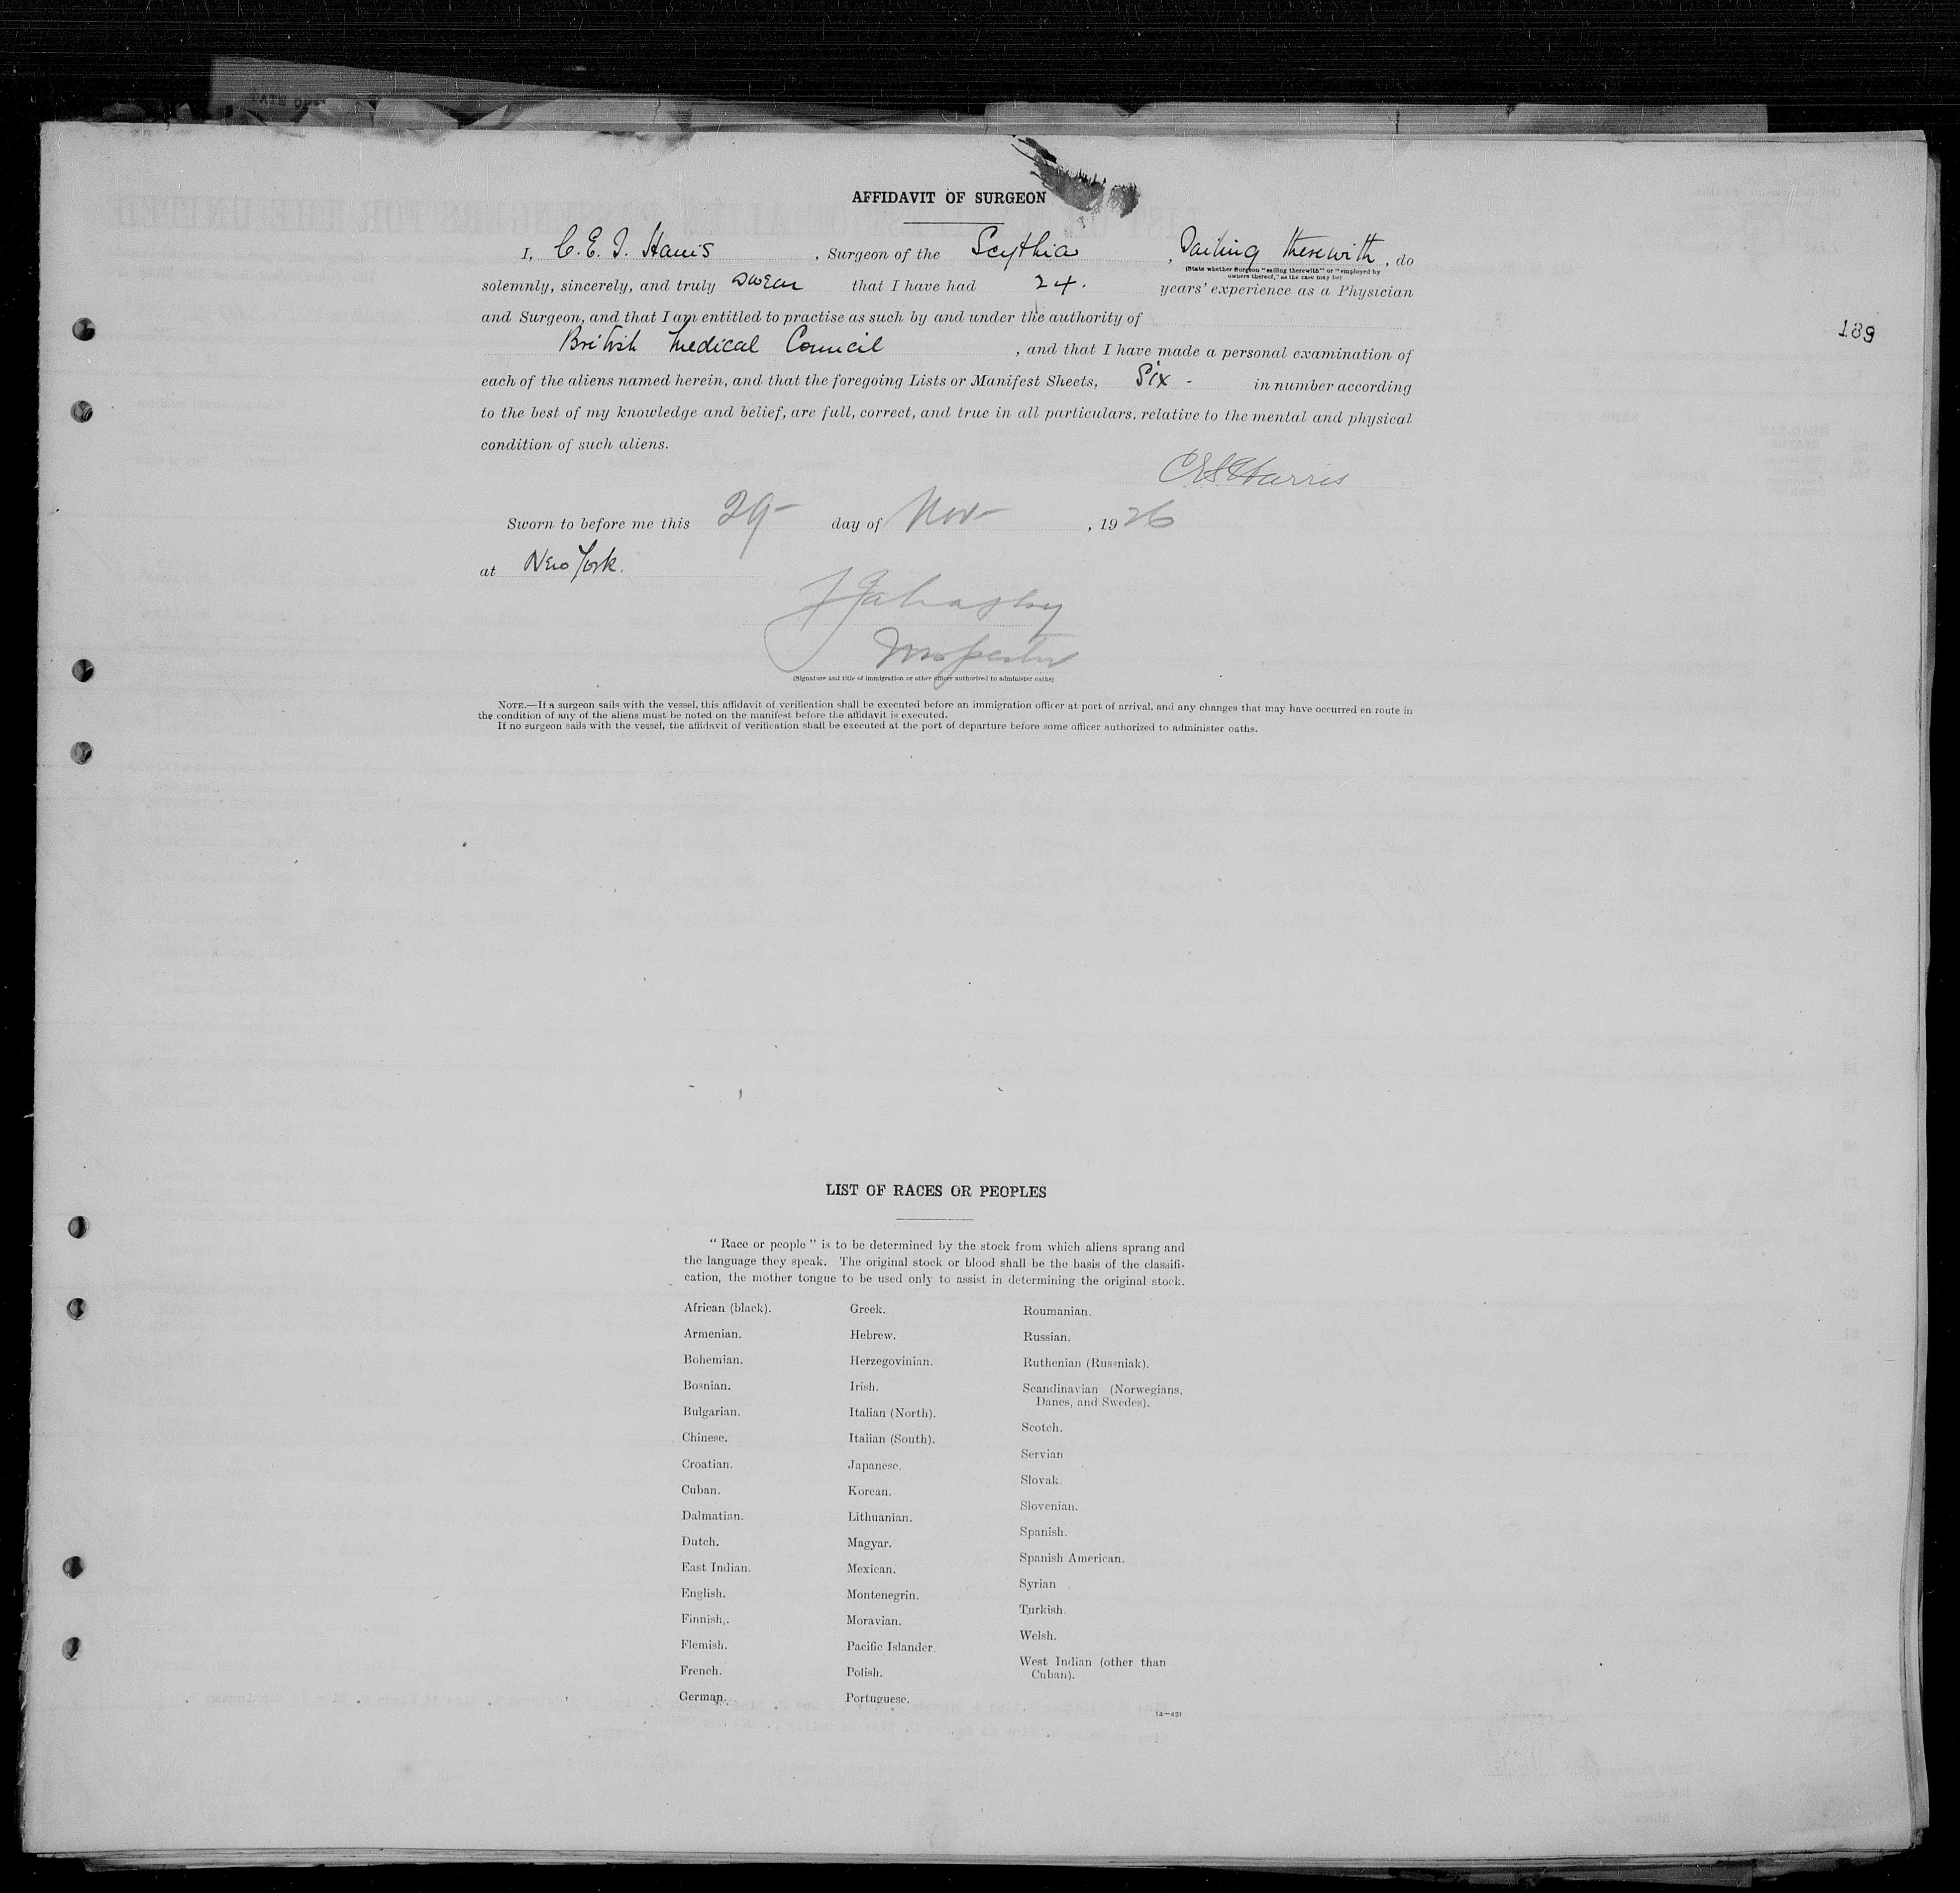 AFFIDAVIT OF SURGEON
I, C. E. S. Harris, Surgeon of the Scythia, Sailing therewith, do
(State whether Surgeon "sailing therewith" or "employed by
owners thereof," as the case may be)
solemnly, sincerely, and truly swear that I have had 24. years' experience as a Physician
and Surgeon, and that I am entitled to practise as such by and under the authority of
British Medical Council, and that I have made a personal examination of
189
each of the aliens named herein, and that the foregoing Lists or Manifest Sheets, Six - in number according
to the best of my knowledge and belief, are full, correct, and true in all particulars, relative to the mental and physical
condition of such aliens.
CES Harris
Sworn to before me this 29- day of Nov-, 1926
at New York.
Inspector
(Signature and title of immigration or other officer authorized to administer oaths)
NOTE.—If a surgeon sails with the vessel, this affidavit of verification shall be executed before an immigration officer at port of arrival, and any changes that may have occurred en route in
the condition of any of the aliens must be noted on the manifest before the affidavit is executed.
If no surgeon sails with the vessel, the affidavit of verification shall be executed at the port of departure before some officer authorized to administer oaths.
LIST OF RACES OR PEOPLES
"Race or people" is to be determined by the stock from which aliens sprang and
the language they speak. The original stock or blood shall be the basis of the classifi-
cation, the mother tongue to be used only to assist in determining the original stock.
African (black).
Armenian.
Bohemian.
Bosnian.
Bulgarian.
Chinese.
Croatian.
Cuban.
Dalmatian.
Dutch.
East Indian.
English.
Finnish.
Flemish.
French.
German.
Greek.
Hebrew.
Herzegovinian.
Irish.
Italian (North).
Italian (South).
Japanese.
Korean.
Lithuanian.
Magyar.
Mexican.
Montenegrin.
Moravian.
Pacific Islander.
Polish.
Portuguese.
Roumanian.
Russian.
Ruthenian (Russniak).
Scandinavian (Norwegians,
Danes, and Swedes).
Scotch.
Servian
Slovak.
Slovenian.
Spanish.
Spanish American.
Syrian
Turkish.
Welsh.
West Indian (other than
Cuban).
14—431